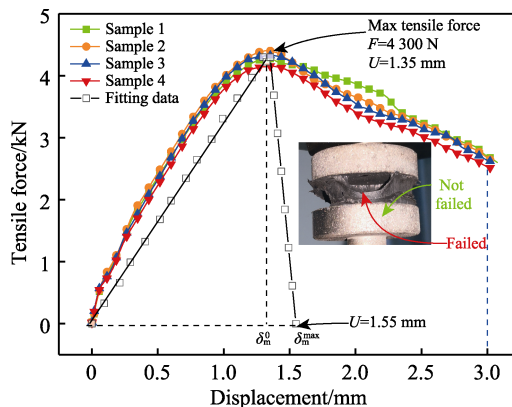 Sample 1
Sample 2
Sample 3
Sample 4
Fitting data
Max tensile force
F=4 300 N
U=1.35 mm
Not
failed
Failed
U=1.55 mm
δ⁰ₘ
δₘᵐᵃˣ
5
4
3
2
1
0
Tensile force/kN
0
0.5
1.0
1.5
2.0
2.5
3.0
Displacement/mm